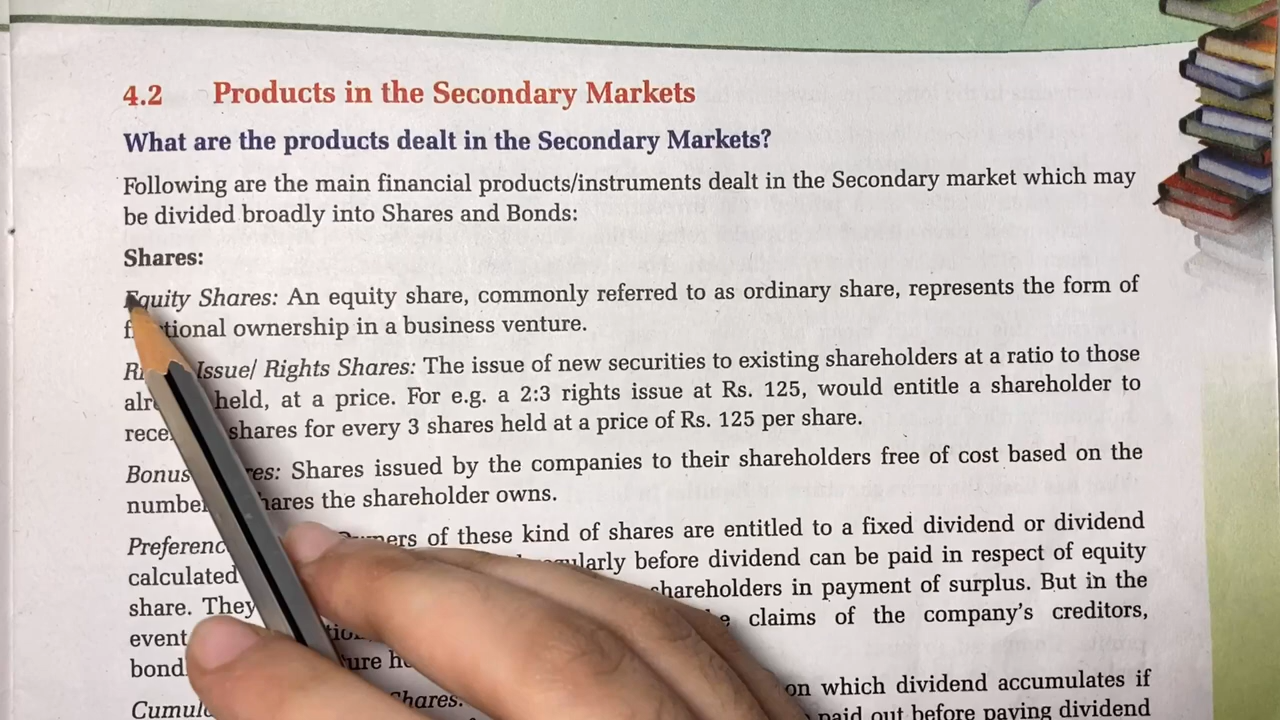 4.2 Products in the Secondary Markets
What are the products dealt in the Secondary Markets?
Following are the main financial products/instruments dealt in the Secondary market which may
be divided broadly into Shares and Bonds:
Shares:
Equity Shares: An equity share, commonly referred to as ordinary share, represents the form of
ownership in a business venture.
Issue/ Rights Shares: The issue of new securities to existing shareholders at a ratio to those
held, at a price. For e.g. a 2:3 rights issue at Rs. 125, would entitle a shareholder to
shares for every 3 shares held at a price of Rs. 125 per share.
Bonus Shares issued by the companies to their shareholders free of cost based on the
the shareholder owns.
of these kind of shares are entitled to a fixed dividend or dividend
calculated before dividend can be paid in respect of equity
share. They shareholders in payment of surplus. But in the
event claims of the company's creditors,
on which dividend accumulates if
paid out before paying dividend